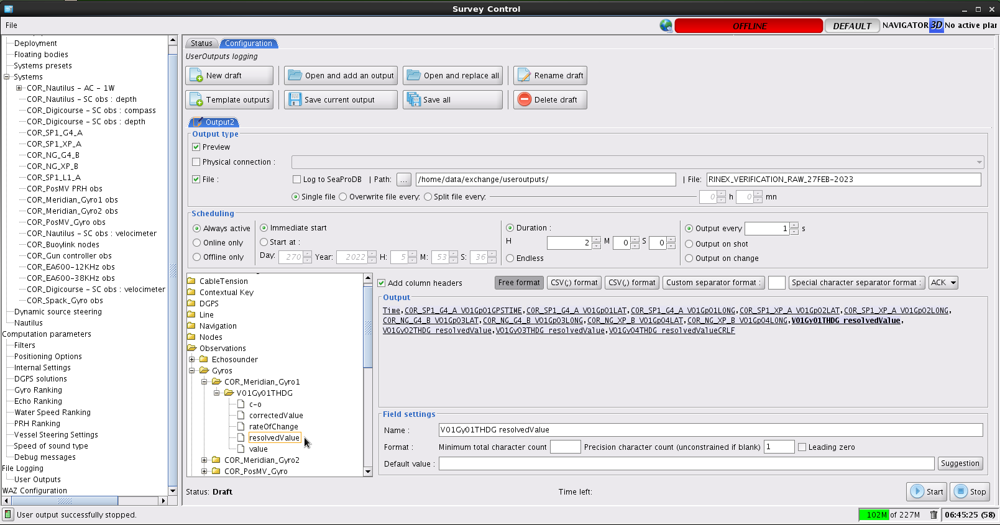 Survey Control
File
OFFLINE DEFAULT NAVIGATOR 3D No active plan
Deployment
Floating bodies
Systems presets
Systems
COR_Nautilus - AC - 1W
COR_Nautilus - SC obs : depth
COR_Digicourse - SC obs : compass
COR_Digicourse - SC obs : depth
COR_SP1_G4_A
COR_SP1_XP_A
COR_NG_G4_B
COR_NG_XP_B
COR_SP1_L1_A
COR_PosMV PRH obs
COR_Meridian_Gyro1 obs
COR_Meridian_Gyro2 obs
COR_PosMV_Gyro obs
COR_Nautilus - SC obs : velocimeter
COR_Buoylink nodes
COR_Gun controller obs
COR_EA600-12KHz obs
COR_EA600-38KHz obs
COR_Digicourse - SC obs : velocimeter
COR_Spack_Gyro obs
Dynamic source steering
Nautilus
Computation parameters
Filters
Positioning Options
Internal Settings
DGPS solutions
Gyro Ranking
Echo Ranking
Water Speed Ranking
PRH Ranking
Vessel Steering Settings
Speed of sound type
Debug messages
File Logging
User Outputs
WAZ Configuration
Status Configuration
UserOutputs logging
New draft Open and add an output Open and replace all Rename draft
Template outputs Save current output Save all Delete draft
Output2
Output type
Preview
Physical connection :
File : Log to SeaProDB | Path: ... /home/data/exchange/useroutputs/ | File: RINEX_VERIFICATION_RAW_27FEB-2023
Single file Overwrite file every: Split file every: 0 h 0 mn
Scheduling
Always active Immediate start Duration : Output every 1 s
Online only Start at : H 2 M 0 S 0 Output on shot
Offline only Day: 270 Year: 2022 H: 5 M: 53 S: 36 Endless Output on change
CableTension
Contextual Key
DGPS
Line
Navigation
Nodes
Observations
Echosounder
Gyros
COR_Meridian_Gyro1
V01Gy01THDG
c-o
correctedValue
rateOfChange
resolvedValue
value
COR_Meridian_Gyro2
COR_PosMV_Gyro
Add column headers Free format CSV(;) format CSV(,) format Custom separator format : Special character separator format : ACK
Output
Time,COR_SP1_G4_A V01Gp01GPSTIME,COR_SP1_G4_A V01Gp01LAT,COR_SP1_G4_A V01Gp01LONG,COR_SP1_XP_A V01Gp02LAT,COR_SP1_XP_A V01Gp02LONG,
COR_NG_G4_B V01Gp03LAT,COR_NG_G4_B V01Gp03LONG,COR_NG_XP_B V01Gp04LAT,COR_NG_XP_B V01Gp04LONG,V01Gy01THDG resolvedValue,
V01Gy02THDG resolvedValue,V01Gy03THDG resolvedValue,V01Gy04THDG resolvedValueCRLF
Field settings
Name : V01Gy01THDG resolvedValue
Format : Minimum total character count Precision character count (unconstrained if blank) 1 Leading zero
Default value : Suggestion
Status: Draft Time left: Start Stop
User output successfully stopped. 102M of 227M 06:45:25 (58)